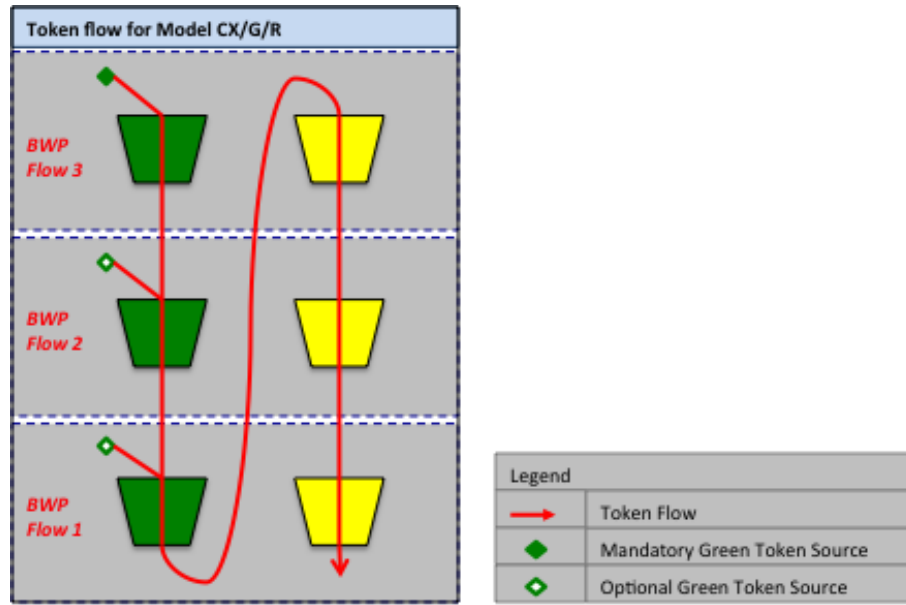 Token flow for Model CX/G/R
BWP
Flow 3
BWP
Flow 2
BWP
Flow 1
Legend
Token Flow
Mandatory Green Token Source
Optional Green Token Source